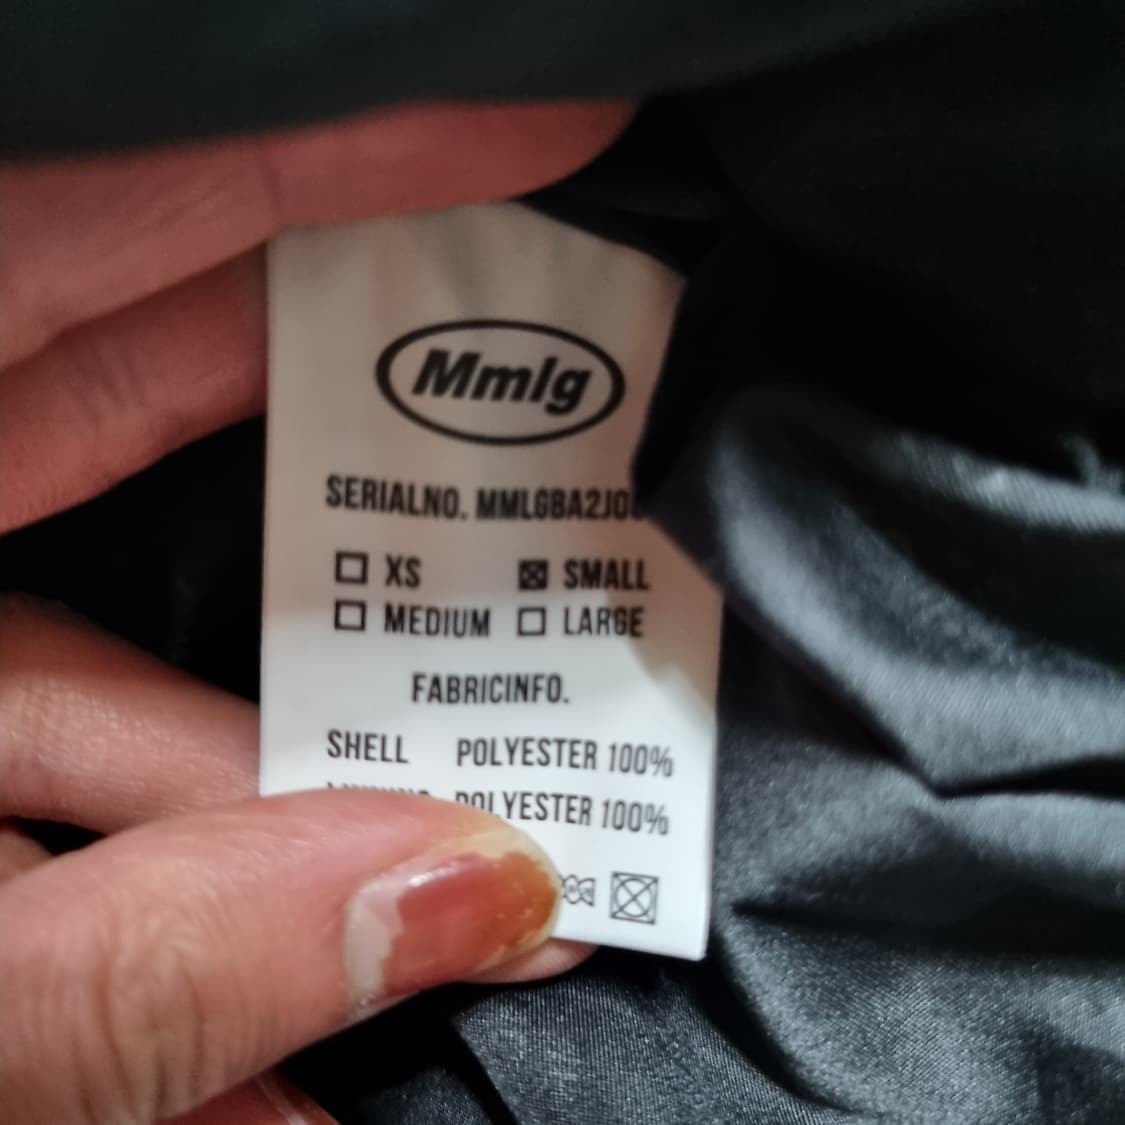 Mmlg
SERIALNO.
XS SMALL
MEDIUM LARGE
FABRICINFO.
SHELL POLYESTER 100%
POLYESTER 100%